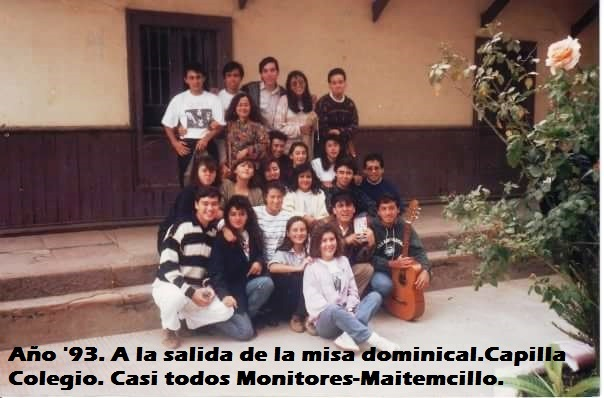 Año '93. A la salida de la misa dominical.Capilla
Colegio. Casi todos Monitores-Maitemcillo.